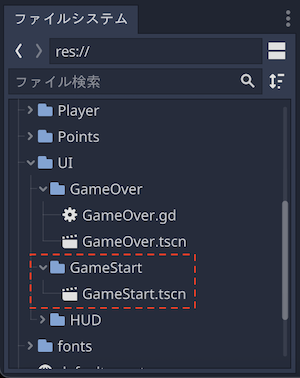 ファイルシステム
res://
ファイル検索
Player
Points
UI
GameOver
GameOver.gd
GameOver.tscn
GameStart
GameStart.tscn
HUD
fonts